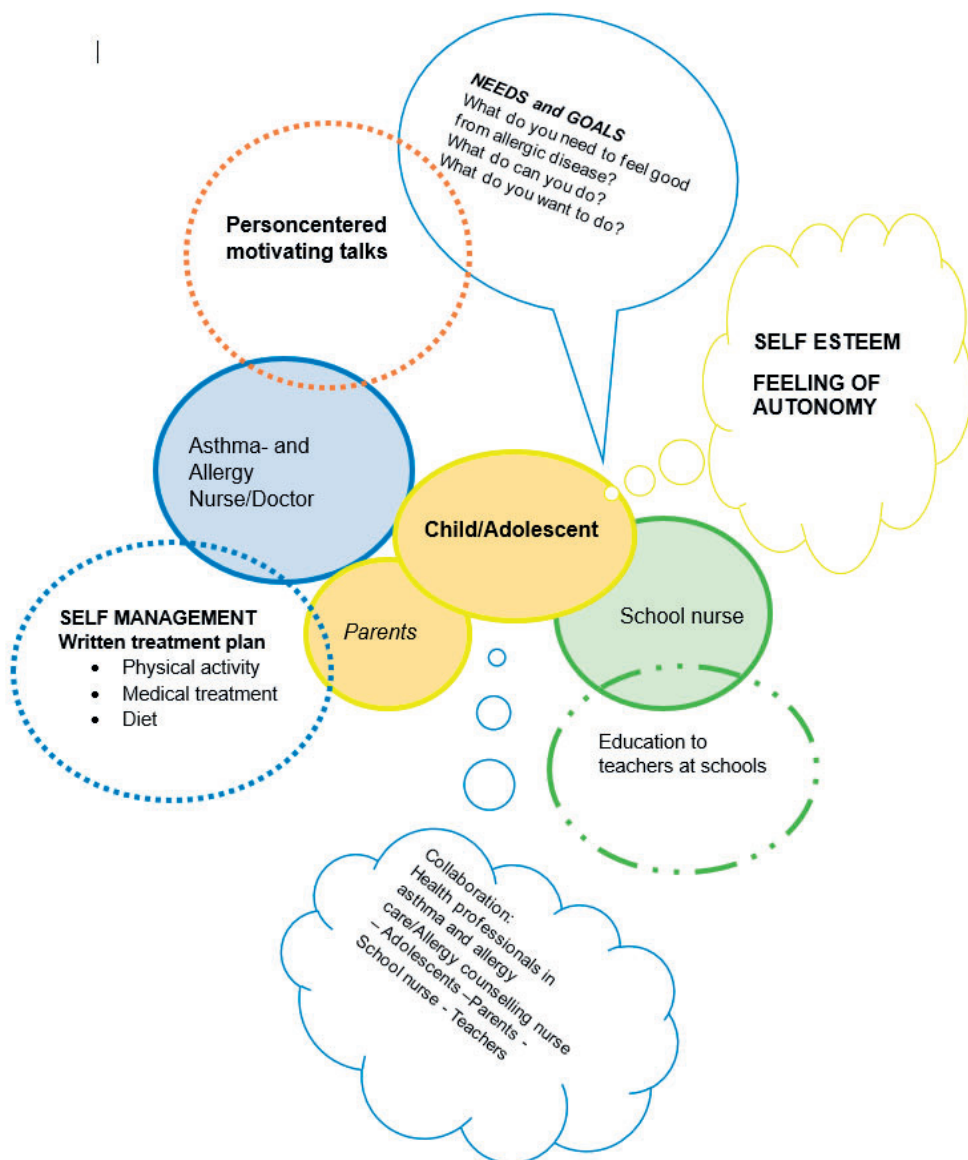 NEEDS and GOALS
What do you need to feel good
from allergic disease?
What do can you do?
What do you want to do?
Personcentered
motivating talks
SELF ESTEEM
FEELING OF
AUTONOMY
Asthma- and
Allergy
Nurse/Doctor
Child/Adolescent
SELF MANAGEMENT
Written treatment plan
• Physical activity
• Medical treatment
• Diet
Parents
School nurse
Education to
teachers at schools
Collaboration:
Health professionals in
asthma and allergy
care/Allergy counselling nurse
– Adolescents –Parents -
School nurse - Teachers